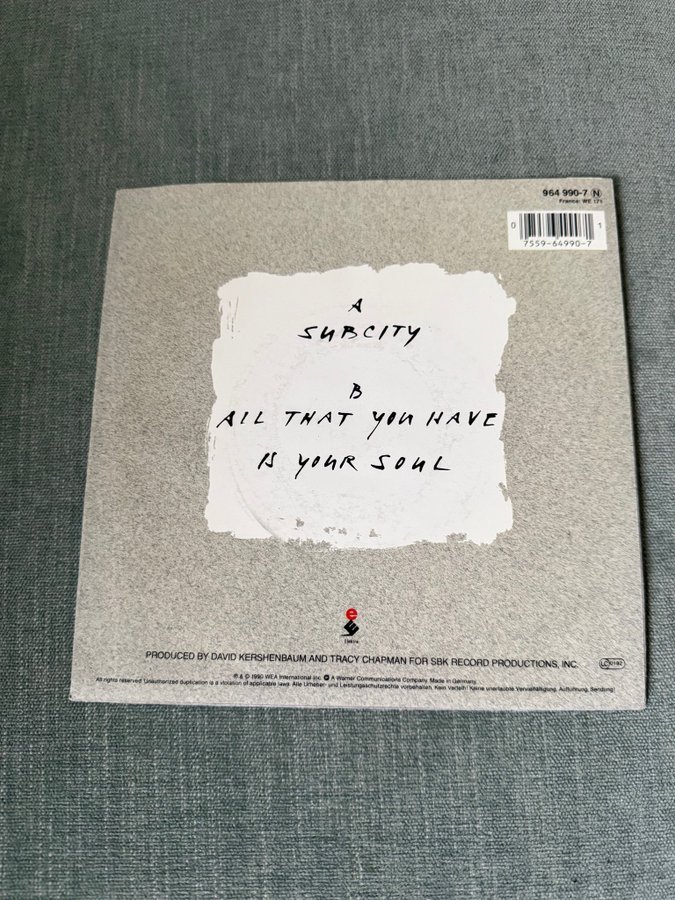 964 990-7 N
France: WE 171
0 1
7559-64990-7
A
SUBCITY
B
ALL THAT YOU HAVE
IS YOUR SOUL
e
Elektra
PRODUCED BY DAVID KERSHENBAUM AND TRACY CHAPMAN FOR SBK RECORD PRODUCTIONS, INC.
LC 0192
℗ & © 1990 WEA International Inc. A Warner Communications Company. Made in Germany.
All rights reserved. Unauthorized duplication is a violation of applicable laws. Alle Urheber- und Leistungsschutzrechte vorbehalten. Kein Verleih! Keine unerlaubte Vervielfältigung, Aufführung, Sendung!